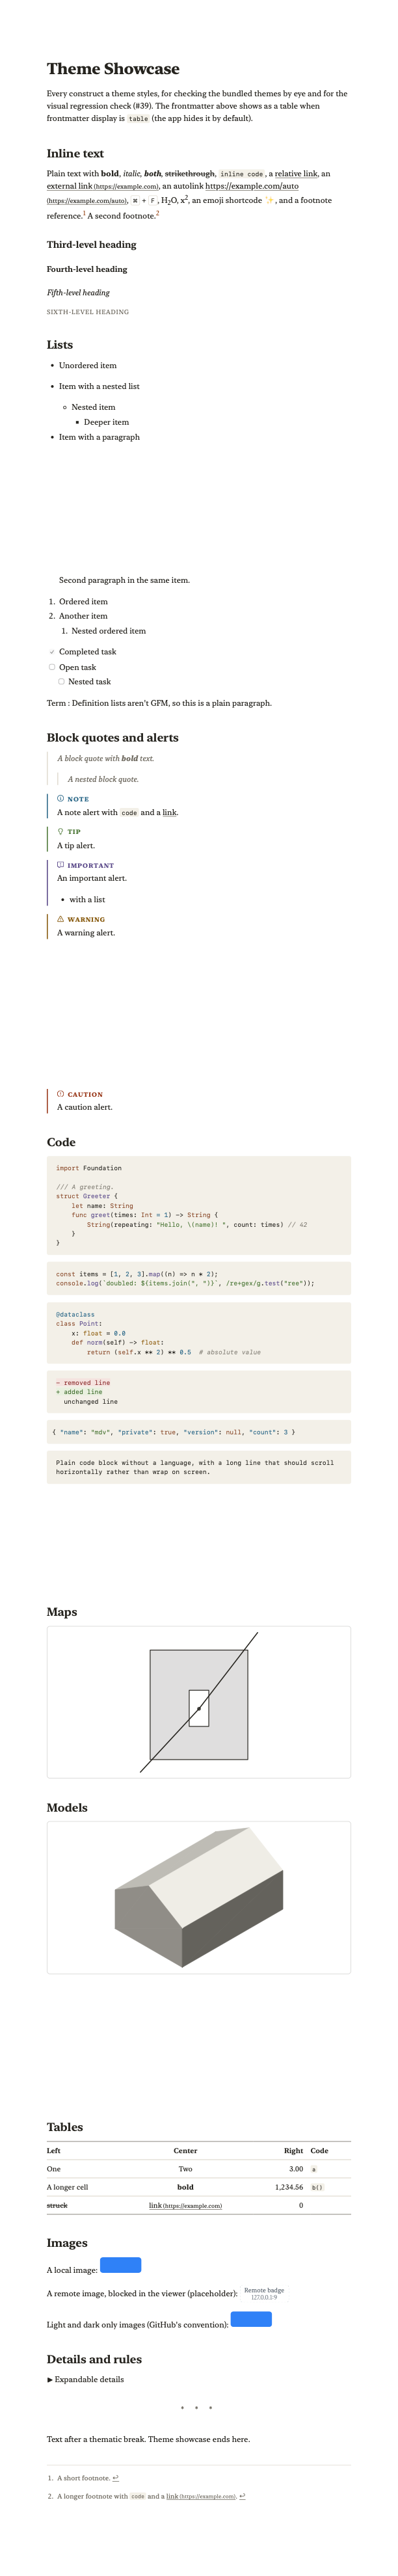 Theme Showcase
Every construct a theme styles, for checking the bundled themes by eye and for the
visual regression check (#39). The frontmatter above shows as a table when
frontmatter display is table (the app hides it by default).
Inline text
Plain text with bold, italic, both, strikethrough, inline code, a relative link, an
external link (https://example.com), an autolink https://example.com/auto
(https://example.com/auto), ⌘ + F, H2O, x2, an emoji shortcode ✨, and a footnote
reference.1 A second footnote.2
Third-level heading
Fourth-level heading
Fifth-level heading
SIXTH-LEVEL HEADING
Lists
• Unordered item
• Item with a nested list
◦ Nested item
▪ Deeper item
• Item with a paragraph
Second paragraph in the same item.
1. Ordered item
2. Another item
1. Nested ordered item
Completed task
Open task
Nested task
Term : Definition lists aren't GFM, so this is a plain paragraph.
Block quotes and alerts
A block quote with bold text.
A nested block quote.
NOTE
A note alert with code and a link.
TIP
A tip alert.
IMPORTANT
An important alert.
• with a list
WARNING
A warning alert.
CAUTION
A caution alert.
Code
import Foundation
/// A greeting.
struct Greeter {
let name: String
func greet(times: Int = 1) -> String {
String(repeating: "Hello, \(name)! ", count: times) // 42
}
}
const items = [1, 2, 3].map((n) => n * 2);
console.log(`doubled: ${items.join(", ")}`, /re+gex/g.test("ree"));
@dataclass
class Point:
x: float = 0.0
def norm(self) -> float:
return (self.x ** 2) ** 0.5 # absolute value
- removed line
+ added line
unchanged line
{ "name": "mdv", "private": true, "version": null, "count": 3 }
Plain code block without a language, with a long line that should scroll
horizontally rather than wrap on screen.
Maps
Models
Tables
Left Center Right Code
One Two 3.00 a
A longer cell bold 1,234.56 b()
struck link (https://example.com) 0
Images
A local image:
A remote image, blocked in the viewer (placeholder): Remote badge
127.0.0.1:9
Light and dark only images (GitHub's convention):
Details and rules
▶ Expandable details
* * *
Text after a thematic break. Theme showcase ends here.
1. A short footnote. ↩
2. A longer footnote with code and a link (https://example.com). ↩